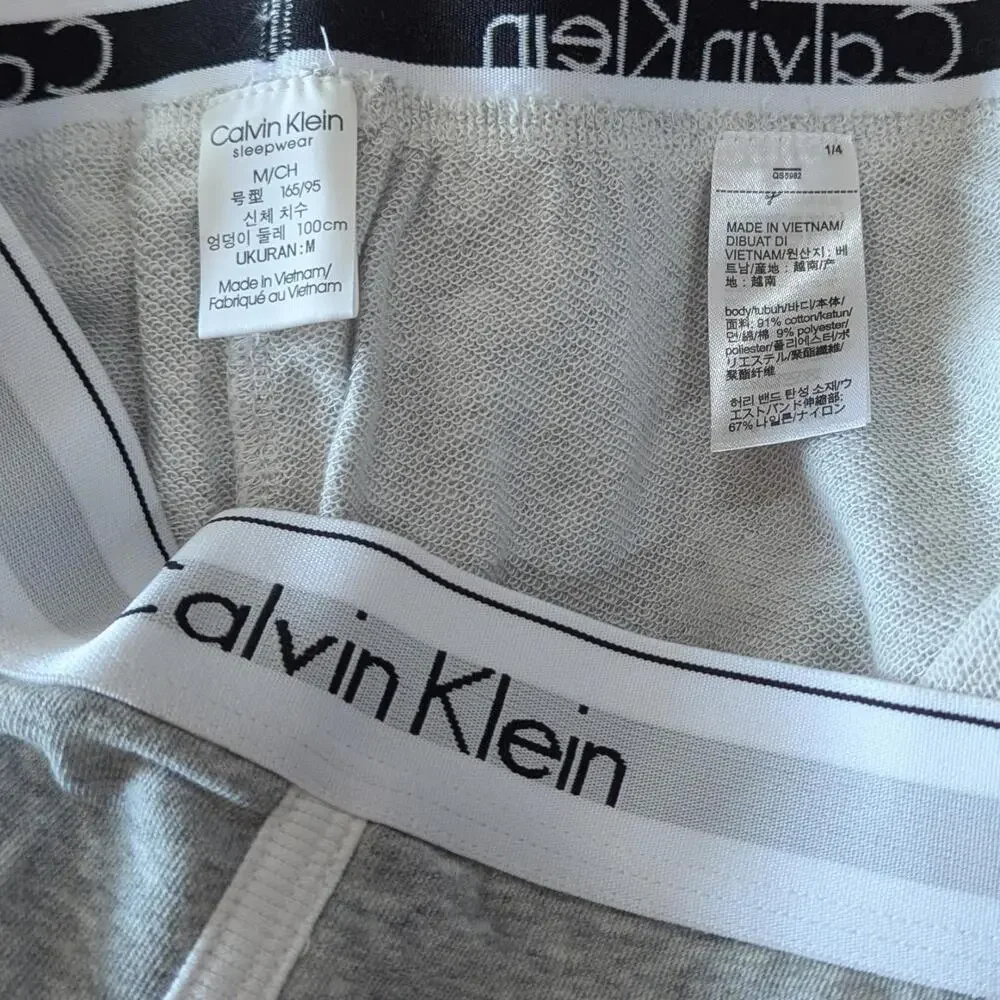 Calvin Klein
Calvin Klein
sleepwear
M/CH
号型 165/95
신체 치수
엉덩이 둘레 100cm
UKURAN: M
Made in Vietnam/
Fabriqué au Vietnam
1/4
QS5982
MADE IN VIETNAM/
DIBUAT DI
VIETNAM/원산지 : 베
트남/産地 : 越南/产
地 : 越南
body/tubuh/바디/本体/
面料: 91% cotton/katun/
면/綿/棉 9% polyester/
poliester/폴리에스터/ポ
リエステル/聚酯纖維/
聚酯纤维
허리 밴드 탄성 소재/ウ
エストバンド伸縮部:
67% 나일론/ナイロン
Calvin Klein